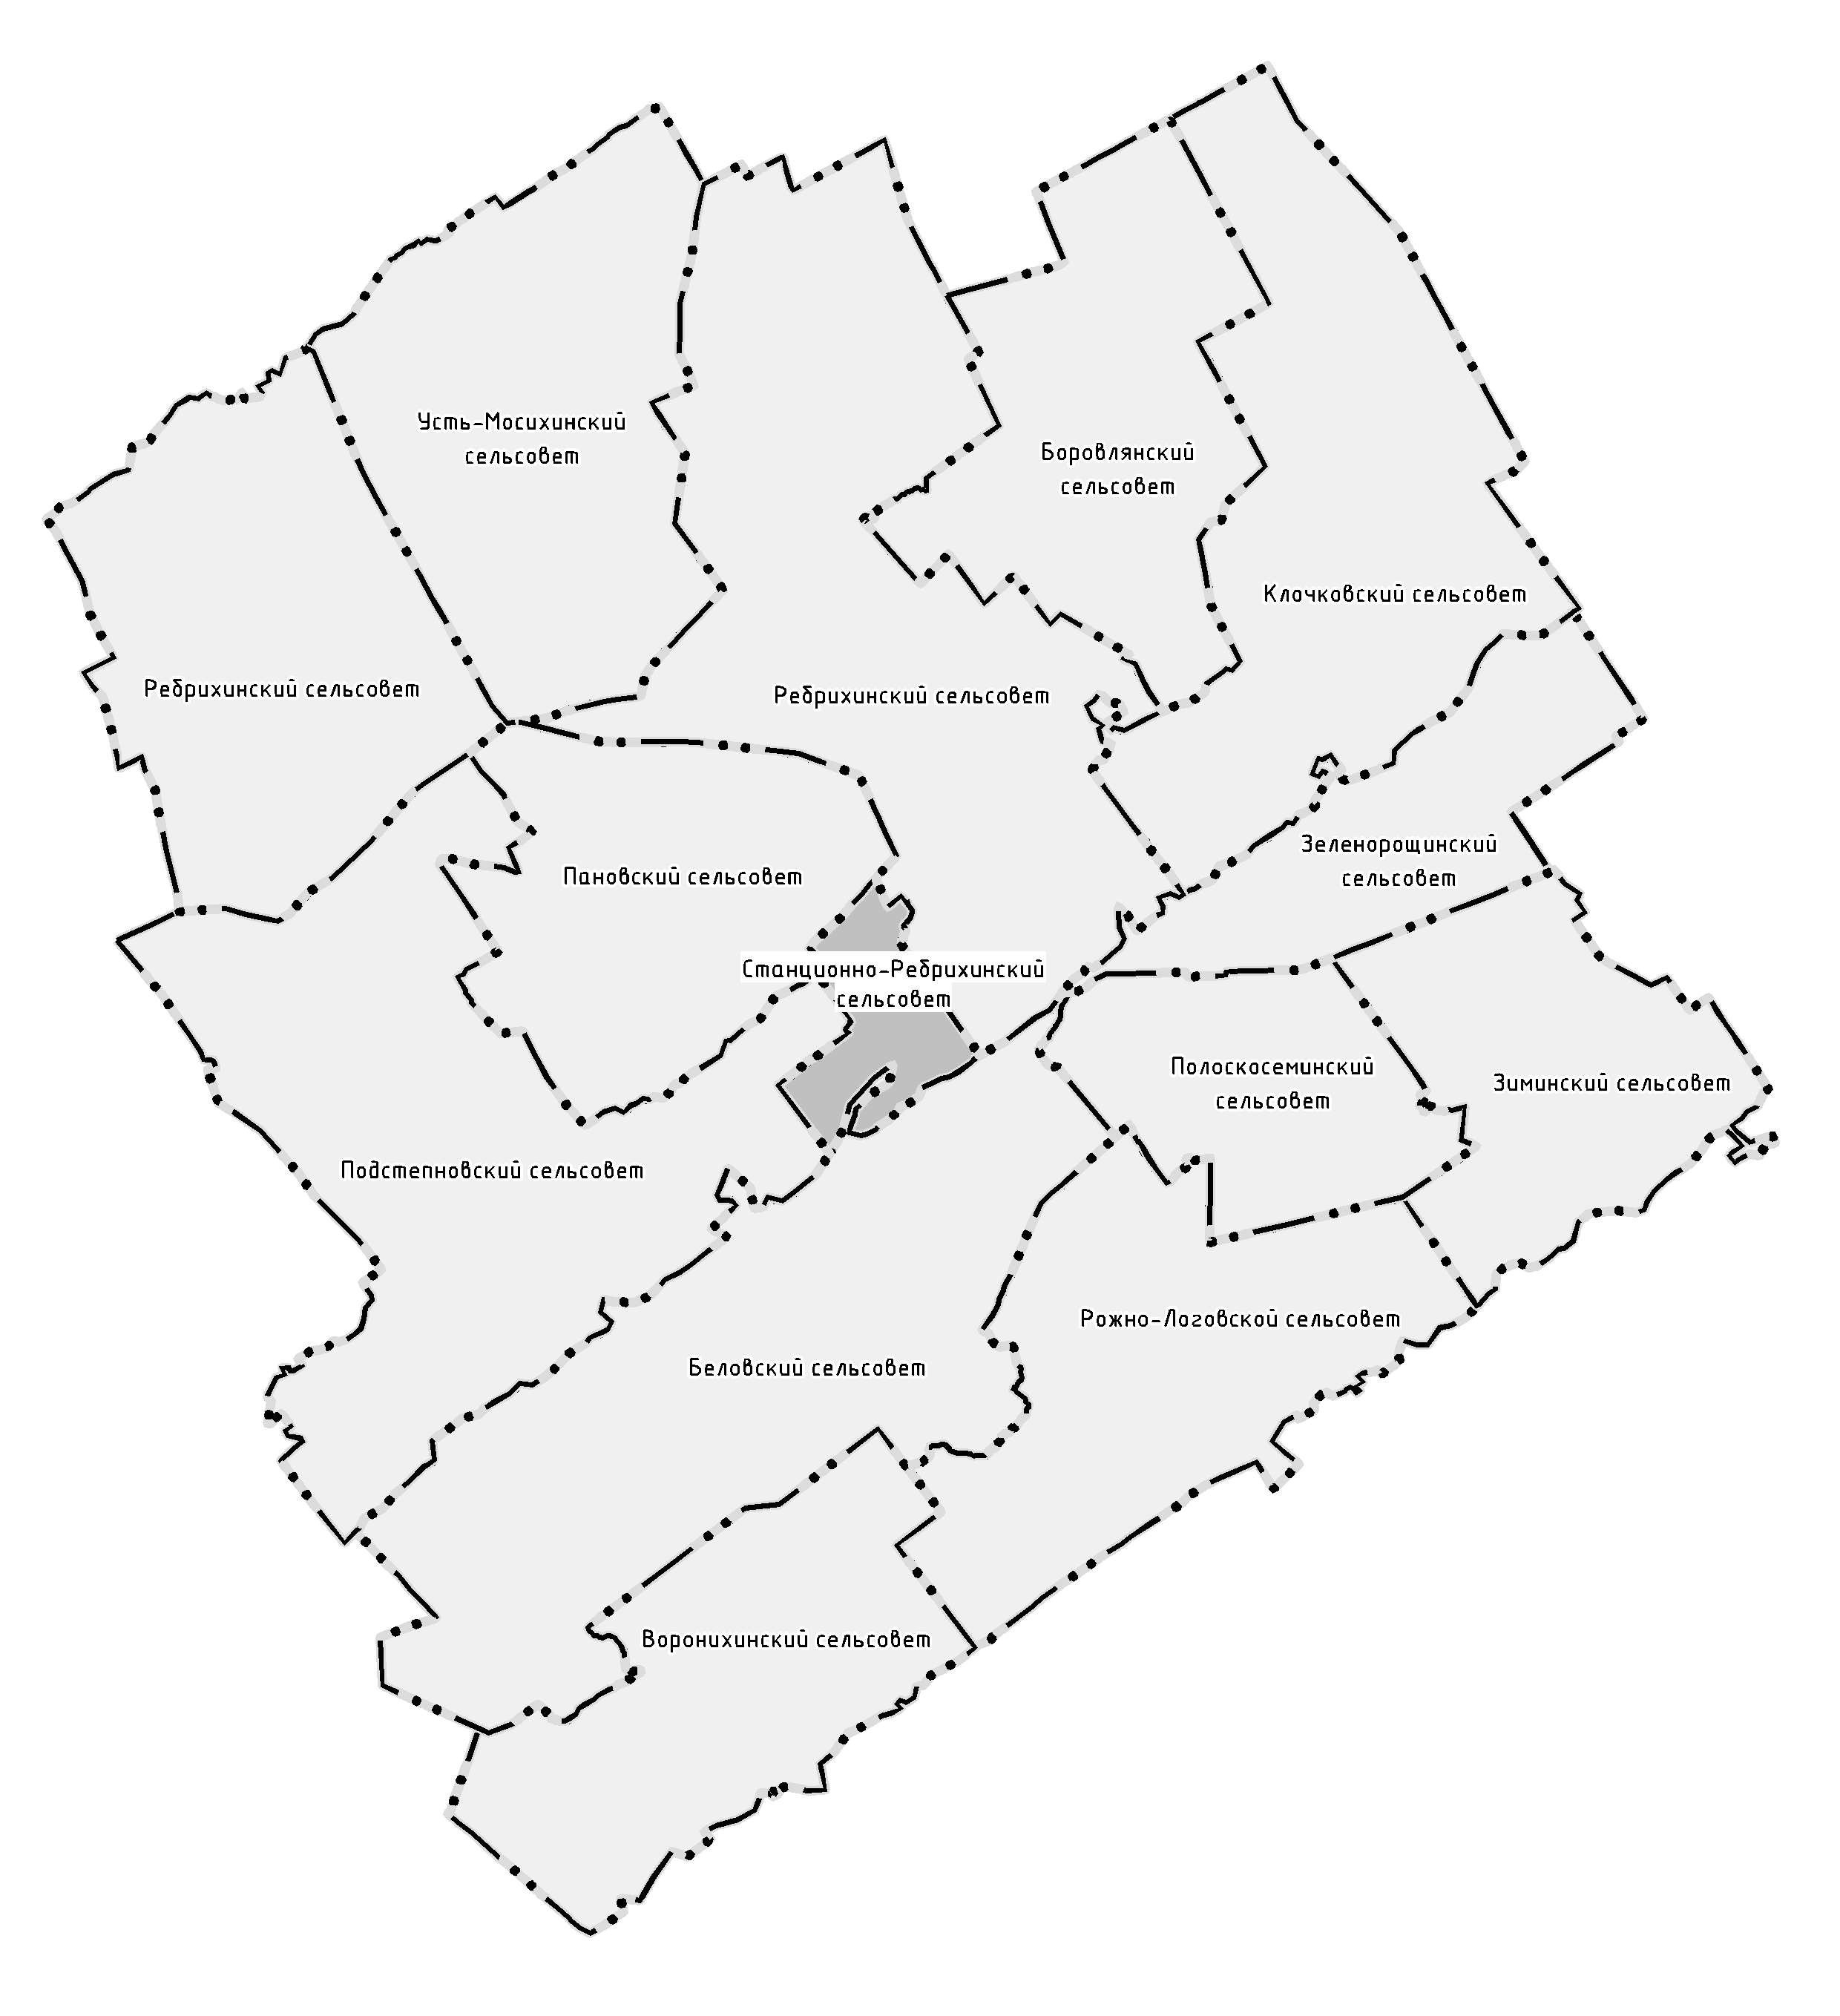 Усть-Мосихинский
сельсовет
Боровлянский
сельсовет
Клочковский сельсовет
Ребрихинский сельсовет
Ребрихинский сельсовет
Зеленорощинский
сельсовет
Пановский сельсовет
Станционно-Ребрихинский
сельсовет
Полоскосеминский
сельсовет
Зиминский сельсовет
Подстепновский сельсовет
Рожно-Логовской сельсовет
Беловский сельсовет
Воронихинский сельсовет